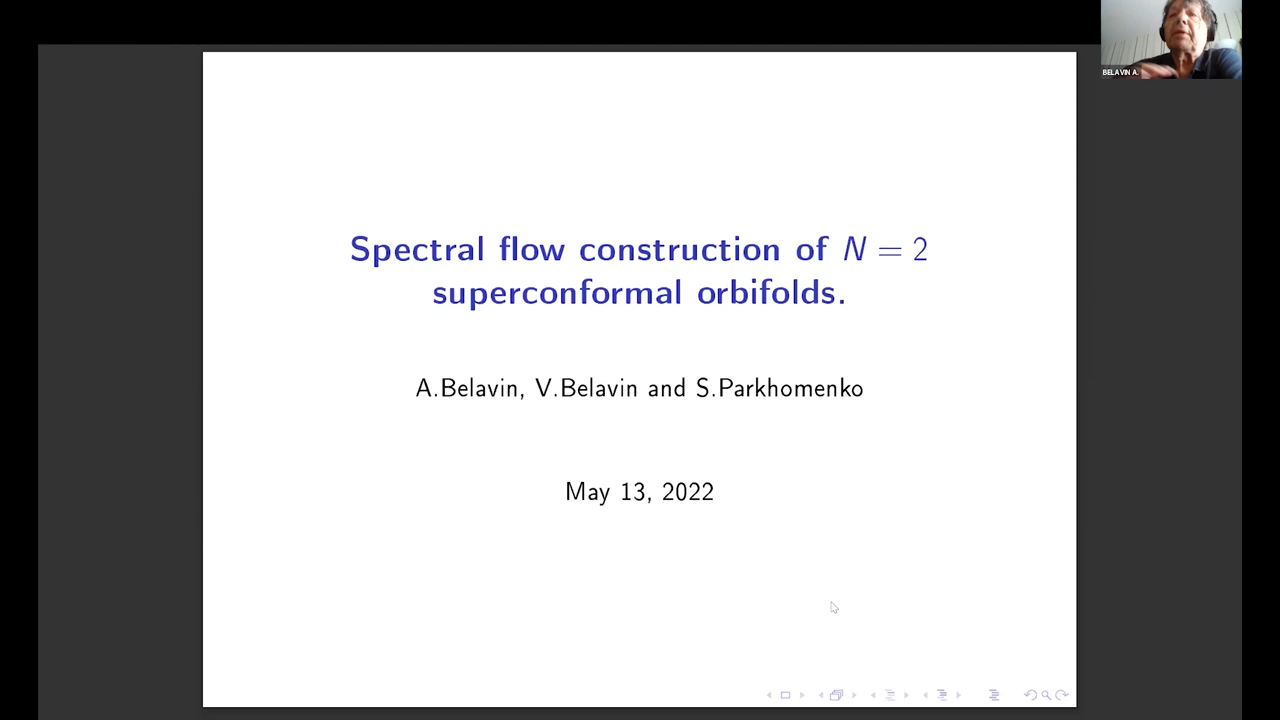 BELAVIN A.
Spectral flow construction of N = 2
superconformal orbifolds.
A.Belavin, V.Belavin and S.Parkhomenko
May 13, 2022